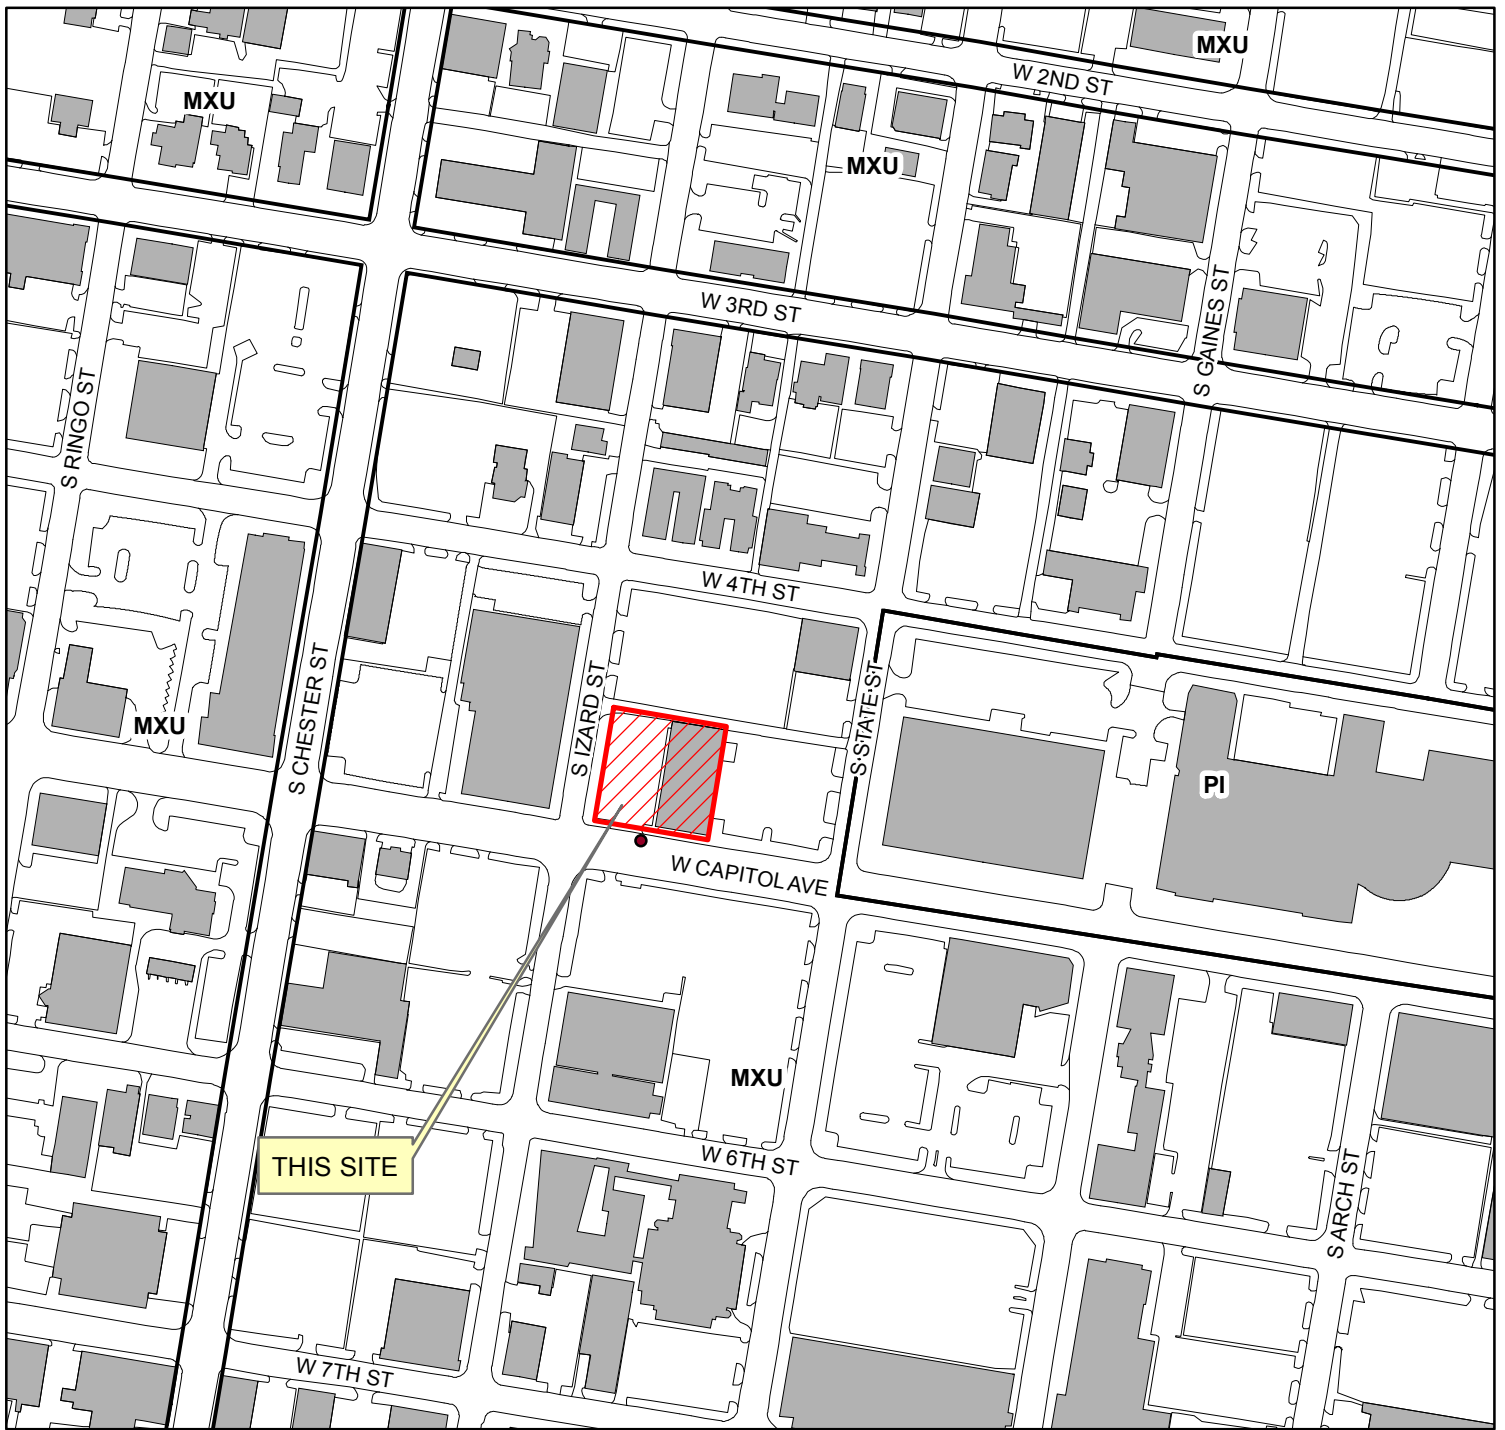 MXU
W 2ND ST
MXU
MXU
W 3RD ST
S GAINES ST
S RINGO ST
W 4TH ST
S CHESTER ST
S IZARD ST
S STATE ST
MXU
PI
W CAPITOL AVE
MXU
THIS SITE
W 6TH ST
S ARCH ST
W 7TH ST